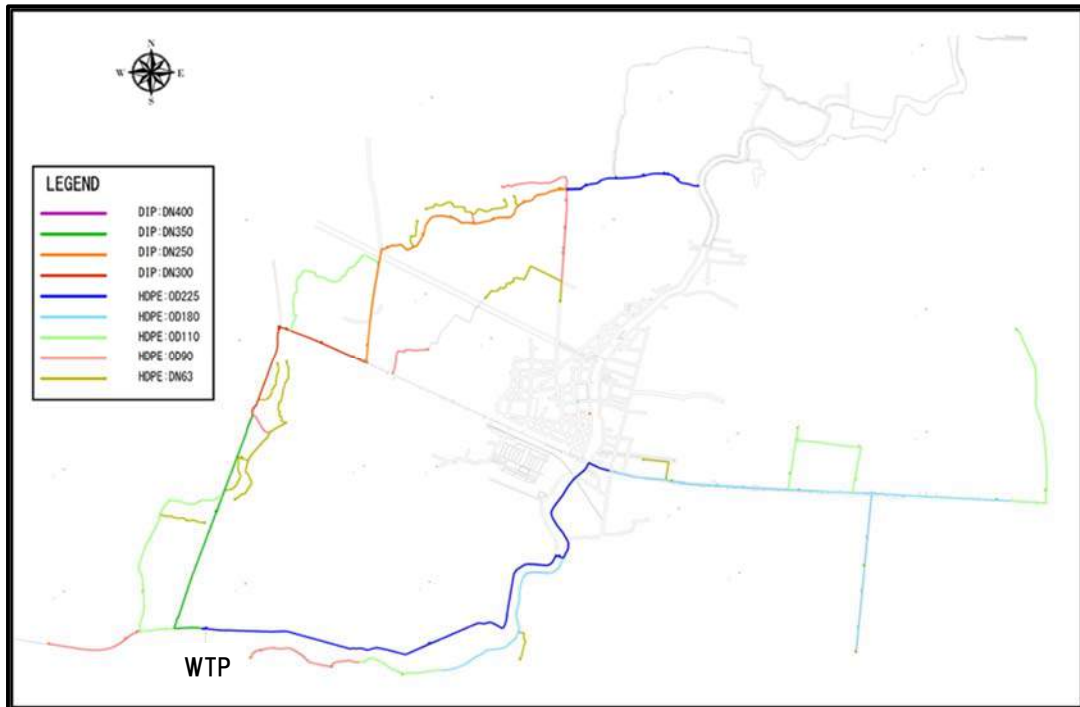 N
W E
S
LEGEND
DIP:DN400
DIP:DN350
DIP:DN250
DIP:DN300
HDPE:OD225
HDPE:OD180
HDPE:OD110
HDPE:OD90
HDPE:DN63
WTP